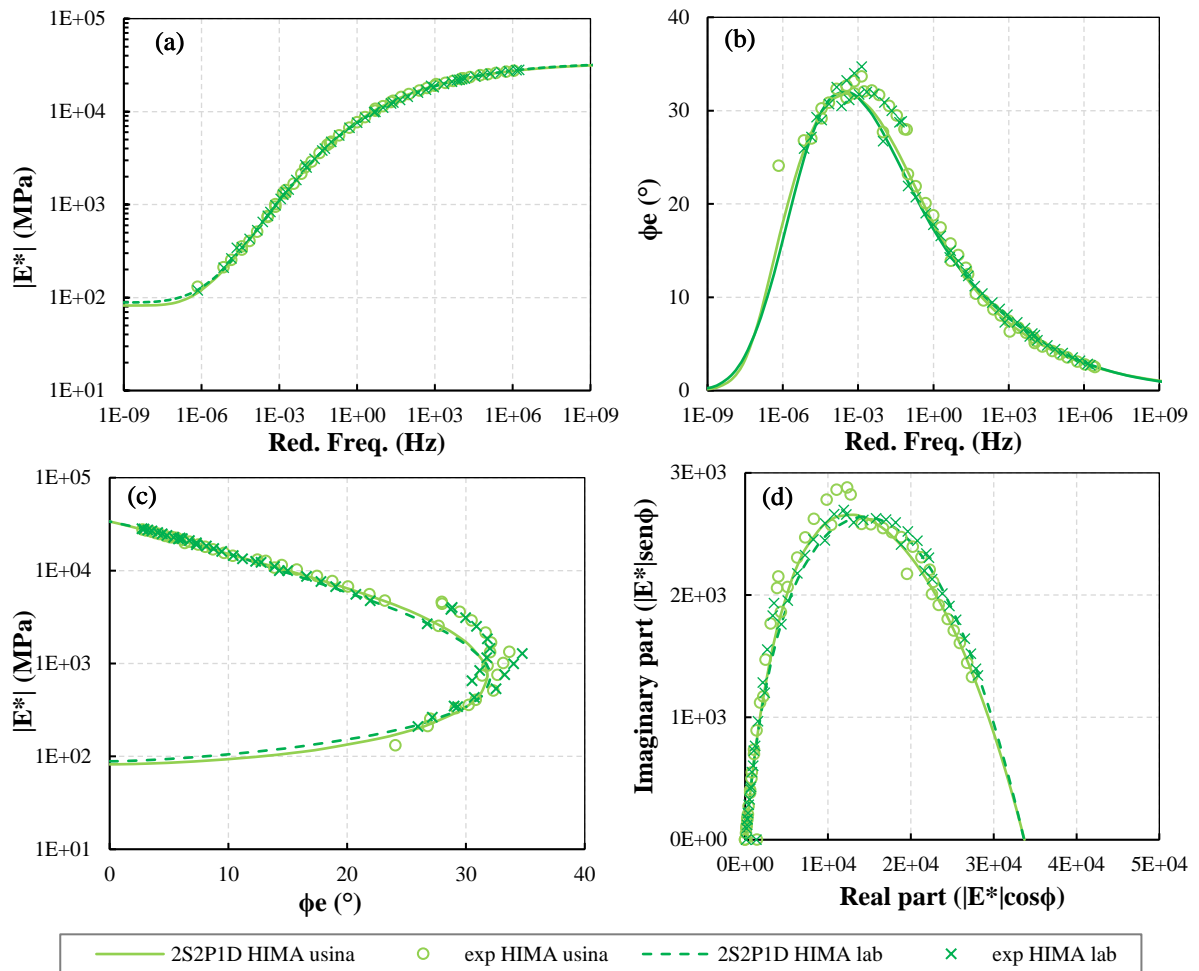 (a)
1E+05
1E+04
1E+03
1E+02
1E+01
|E*| (MPa)
1E-09 1E-06 1E-03 1E+00 1E+03 1E+06 1E+09
Red. Freq. (Hz)
(b)
40
30
20
10
0
ϕe (°)
1E-09 1E-06 1E-03 1E+00 1E+03 1E+06 1E+09
Red. Freq. (Hz)
(c)
1E+05
1E+04
1E+03
1E+02
1E+01
|E*| (MPa)
0 10 20 30 40
ϕe (°)
(d)
3E+03
2E+03
1E+03
0E+00
Imaginary part (|E*|senϕ)
0E+00 1E+04 2E+04 3E+04 4E+04 5E+04
Real part (|E*|cosϕ)
2S2P1D HIMA usina exp HIMA usina 2S2P1D HIMA lab exp HIMA lab